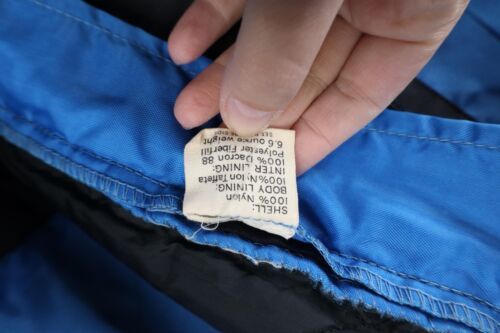 SHELL:
100% Nylon
BODY LINING:
100% Nylon Taffeta
INTER LINING:
100% Dacron 88
Polyester Fiberfill
6.6 ounce weight